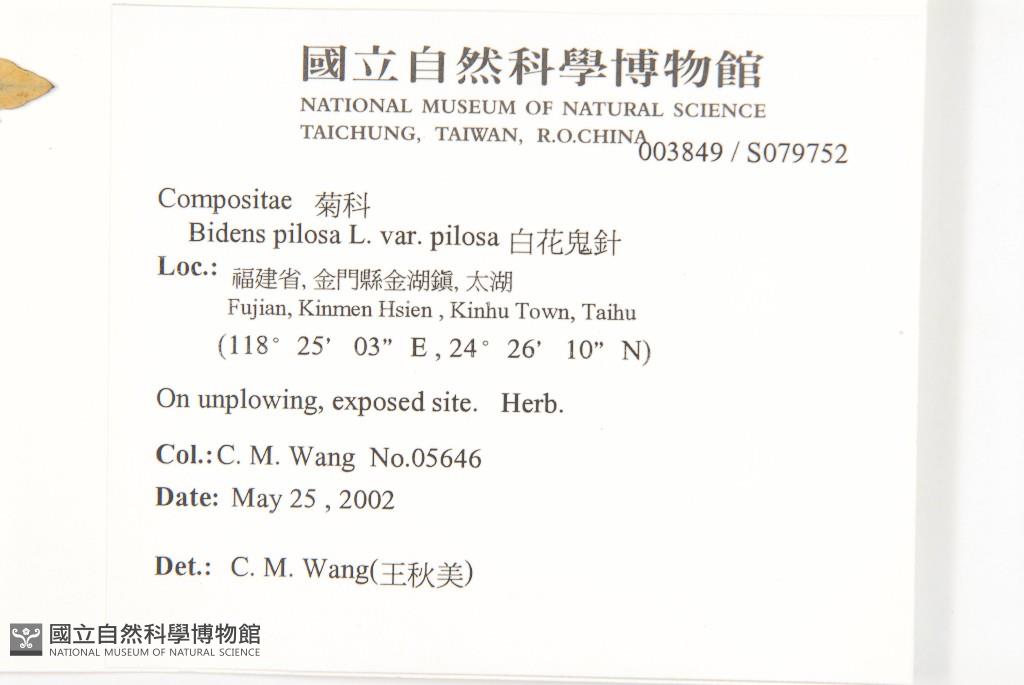 國立自然科學博物館
NATIONAL MUSEUM OF NATURAL SCIENCE
TAICHUNG, TAIWAN, R.O.CHINA
003849 / S079752
Compositae 菊科
Bidens pilosa L. var. pilosa 白花鬼針
Loc.: 福建省, 金門縣金湖鎮, 太湖
Fujian, Kinmen Hsien , Kinhu Town, Taihu
(118° 25’ 03” E , 24° 26’ 10” N)
On unplowing, exposed site. Herb.
Col.: C. M. Wang No.05646
Date: May 25 , 2002
Det.: C. M. Wang(王秋美)
國立自然科學博物館
NATIONAL MUSEUM OF NATURAL SCIENCE